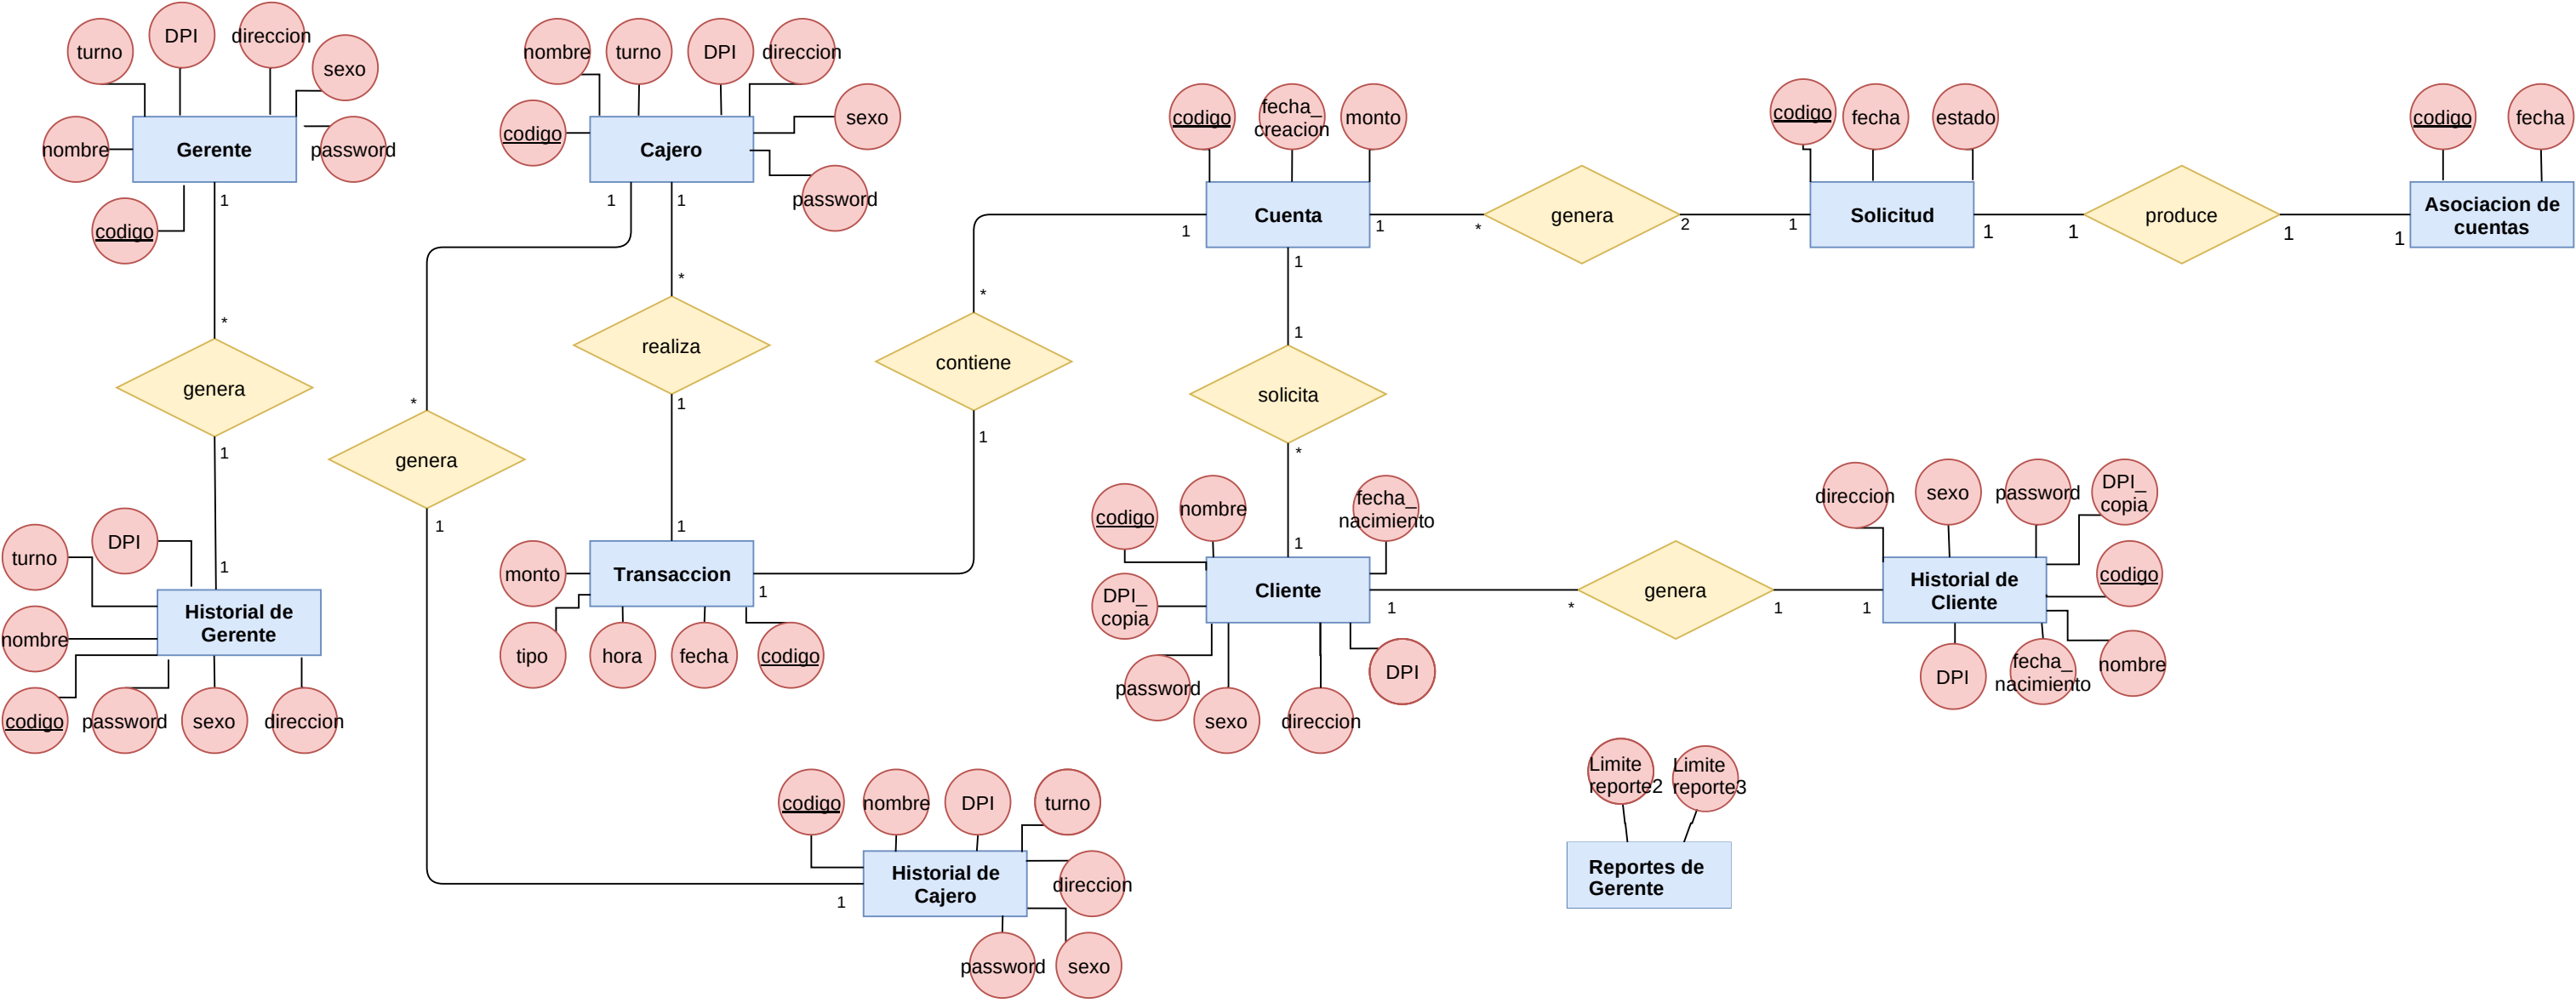 turno
DPI
direccion
sexo
nombre
Gerente
password
codigo
1
*
genera
1
1
turno
DPI
nombre
Historial de
Gerente
codigo
password
sexo
direccion
nombre
turno
DPI
direccion
codigo
Cajero
sexo
password
1
1
*
realiza
1
1
*
genera
1
1
monto
Transaccion
1
tipo
hora
fecha
codigo
1
*
contiene
1
codigo
nombre
DPI
turno
Historial de
Cajero
direccion
password
sexo
codigo
fecha_
creacion
monto
Cuenta
1
*
genera
2
1
1
1
solicita
*
1
codigo
nombre
fecha_
nacimiento
DPI_
copia
Cliente
password
sexo
direccion
DPI
1
*
genera
1
1
direccion
sexo
password
DPI_
copia
Historial de
Cliente
codigo
DPI
fecha_
nacimiento
nombre
codigo
fecha
estado
Solicitud
1
1
produce
1
1
codigo
fecha
Asociacion de
cuentas
Limite
reporte2
Limite
reporte3
Reportes de
Gerente